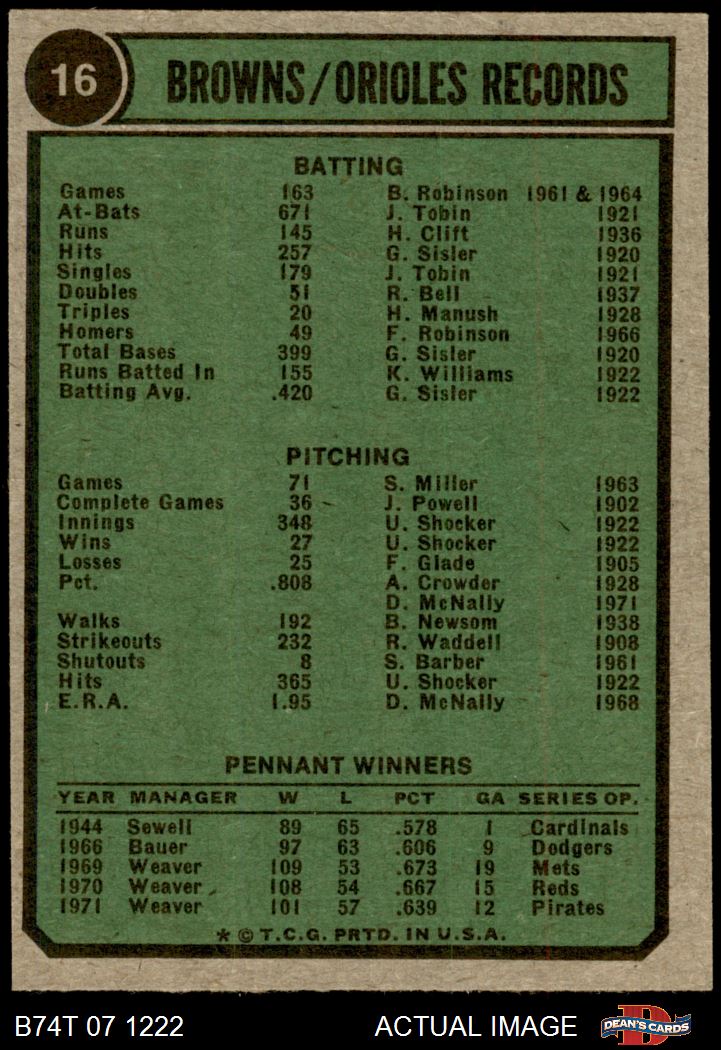 16
BROWNS/ORIOLES RECORDS
BATTING
Games 163 B. Robinson 1961 & 1964
At-Bats 671 J. Tobin 1921
Runs 145 H. Clift 1936
Hits 257 G. Sisler 1920
Singles 179 J. Tobin 1921
Doubles 51 R. Bell 1937
Triples 20 H. Manush 1928
Homers 49 F. Robinson 1966
Total Bases 399 G. Sisler 1920
Runs Batted In 155 K. Williams 1922
Batting Avg. .420 G. Sisler 1922
PITCHING
Games 71 S. Miller 1963
Complete Games 36 J. Powell 1902
Innings 348 U. Shocker 1922
Wins 27 U. Shocker 1922
Losses 25 F. Glade 1905
Pct. .808 A. Crowder 1928
D. McNally 1971
Walks 192 B. Newsom 1938
Strikeouts 232 R. Waddell 1908
Shutouts 8 S. Barber 1961
Hits 365 U. Shocker 1922
E.R.A. 1.95 D. McNally 1968
PENNANT WINNERS
YEAR MANAGER W L PCT GA SERIES OP.
1944 Sewell 89 65 .578 1 Cardinals
1966 Bauer 97 63 .606 9 Dodgers
1969 Weaver 109 53 .673 19 Mets
1970 Weaver 108 54 .667 15 Reds
1971 Weaver 101 57 .639 12 Pirates
* © T.C.G. PRTD. IN U.S.A.
B74T 07 1222 ACTUAL IMAGE D DEAN'S CARDS